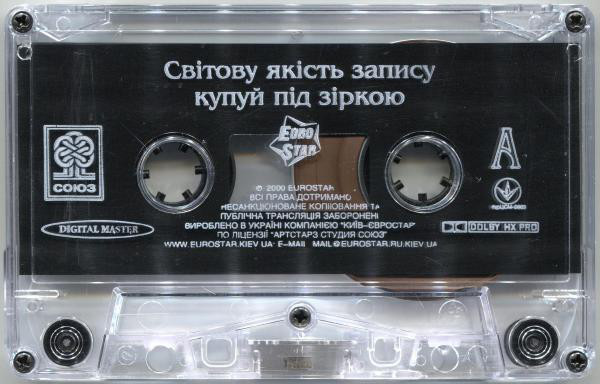 Світову якість запису
купуй під зіркою
EURO
STAR
A
СОЮЗ
DIGITAL MASTER
© 2000 EUROSTAR
ВСІ ПРАВА ДОТРИМАНО
НЕСАНКЦІОНОВАНЕ КОПІЮВАННЯ ТА
ПУБЛІЧНА ТРАНСЛЯЦІЯ ЗАБОРОНЕНІ
ВИРОБЛЕНО В УКРАЇНІ КОМПАНІЄЮ "КИЇВ-ЄВРОСТАР"
ПО ЛІЦЕНЗІЇ "АРТСТАРЗ СТУДИЯ СОЮЗ"
WWW.EUROSTAR.KIEV.UA E-MAIL MAIL@EUROSTAR.RU.KIEV.UA
DOLBY HX PRO